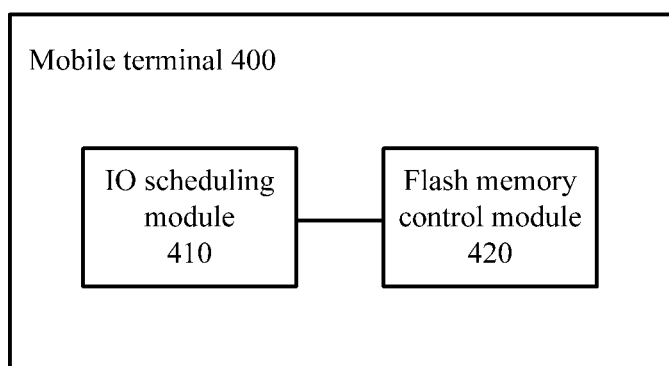 Mobile terminal 400
IO scheduling
module
410
Flash memory
control module
420